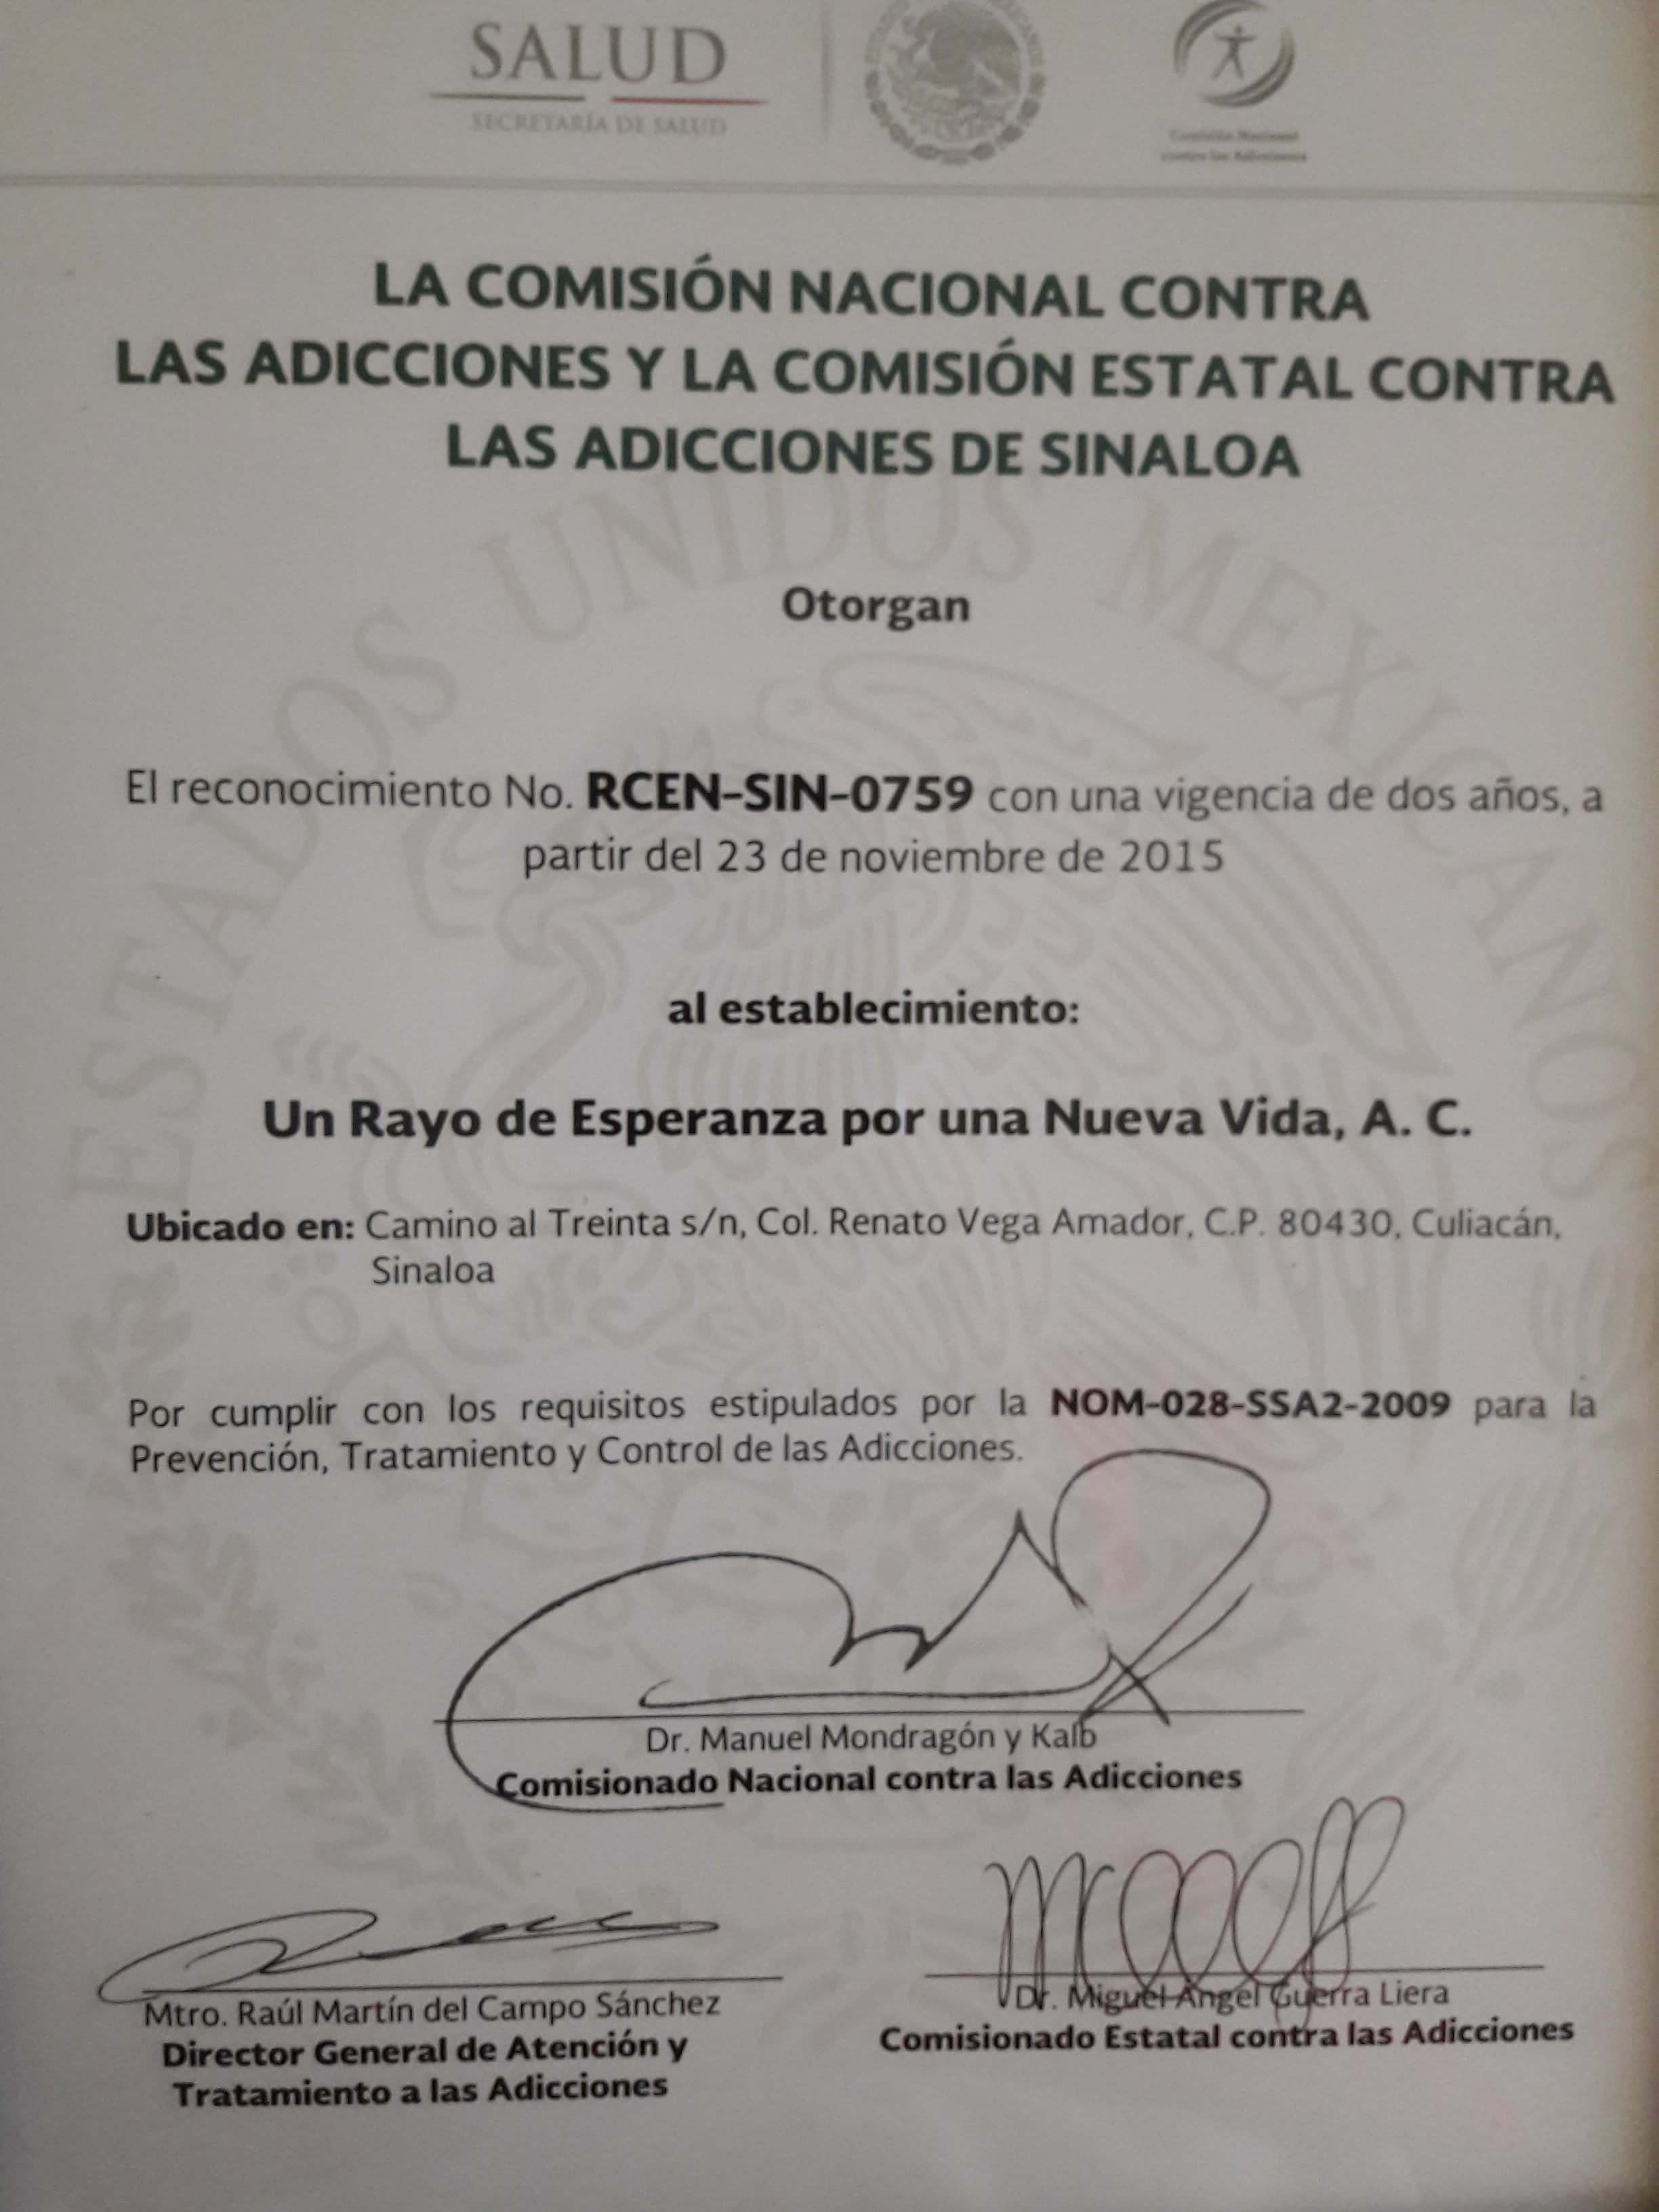 SALUD
SECRETARÍA DE SALUD
Comisión Nacional
contra las Adicciones
LA COMISIÓN NACIONAL CONTRA
LAS ADICCIONES Y LA COMISIÓN ESTATAL CONTRA
LAS ADICCIONES DE SINALOA
ESTADOS UNIDOS MEXICANOS
Otorgan
El reconocimiento No. RCEN-SIN-0759 con una vigencia de dos años, a
partir del 23 de noviembre de 2015
al establecimiento:
Un Rayo de Esperanza por una Nueva Vida, A. C.
Ubicado en: Camino al Treinta s/n, Col. Renato Vega Amador, C.P. 80430, Culiacán,
Sinaloa
Por cumplir con los requisitos estipulados por la NOM-028-SSA2-2009 para la
Prevención, Tratamiento y Control de las Adicciones.
Dr. Manuel Mondragón y Kalb
Comisionado Nacional contra las Adicciones
Mtro. Raúl Martín del Campo Sánchez
Director General de Atención y
Tratamiento a las Adicciones
Dr. Miguel Angel Guerra Liera
Comisionado Estatal contra las Adicciones